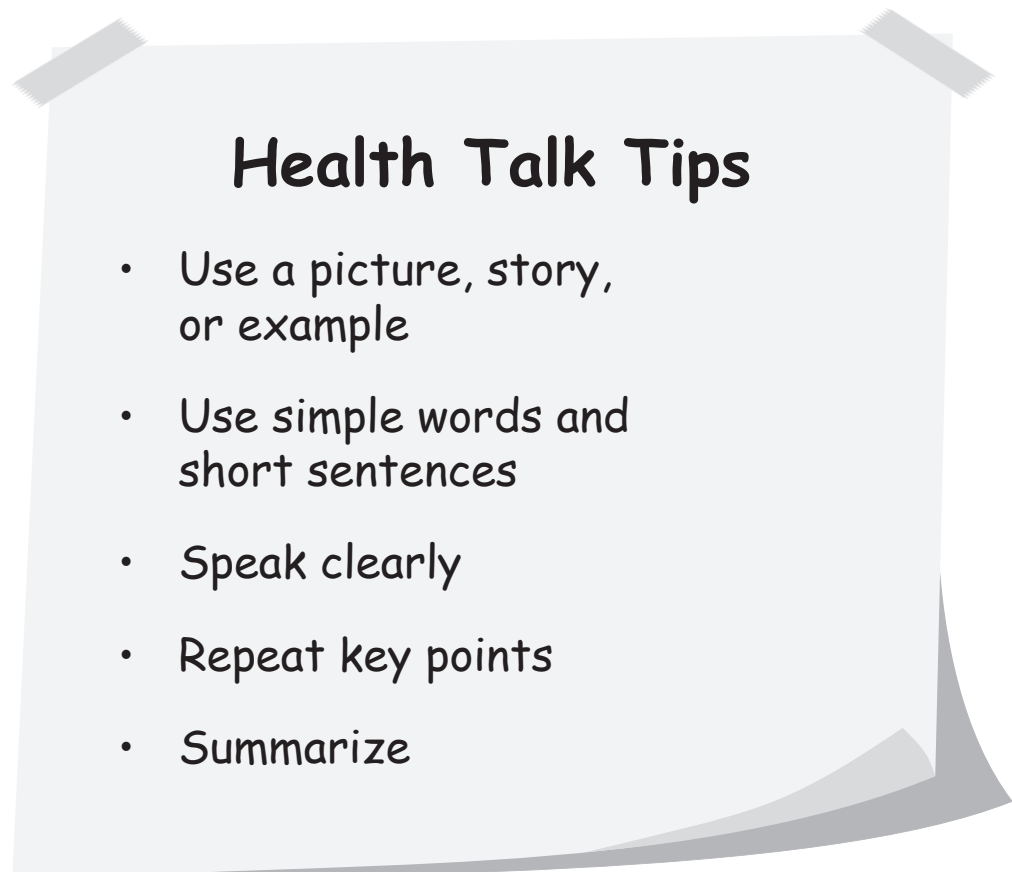 Health Talk Tips
• Use a picture, story,
or example
• Use simple words and
short sentences
• Speak clearly
• Repeat key points
• Summarize